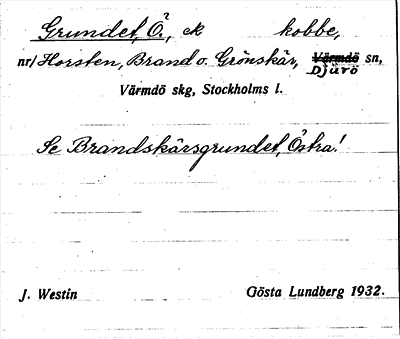 Grundet, Ö., ek kobbe,
nr/ Horsten, Brand o. Grönskär, Värmdö sn,
Djurö
Värmdö skg, Stockholms l.
Se Brandskärsgrundet, Östra!
J. Westin Gösta Lundberg 1932.